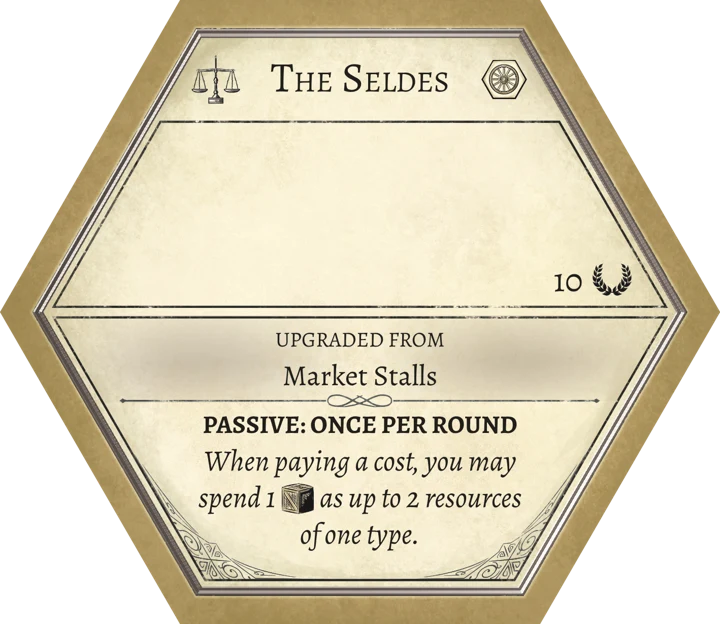 The Seldes
10
UPGRADED FROM
Market Stalls
PASSIVE: ONCE PER ROUND
When paying a cost, you may
spend 1 as up to 2 resources
of one type.